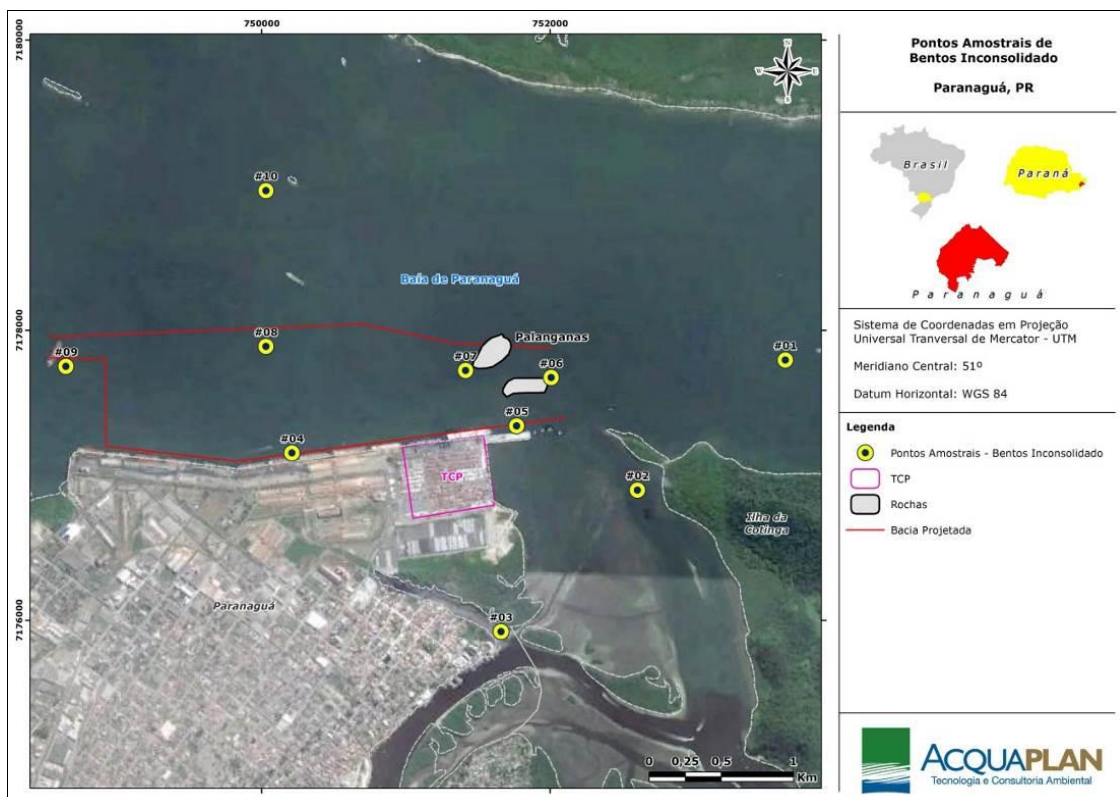 750000
752000
7180000
7178000
7176000
N
W
E
S
#10
Baía de Paranaguá
#08
#09
#07
Palanganas
#06
#01
#05
#04
TCP
#02
Ilha da
Cotinga
Paranaguá
#03
0
0,25
0,5
1
Km
Pontos Amostrais de
Bentos Inconsolidado
Paranaguá, PR
Brasil
Paraná
Paranaguá
Sistema de Coordenadas em Projeção
Universal Tranversal de Mercator - UTM
Meridiano Central: 51º
Datum Horizontal: WGS 84
Legenda
Pontos Amostrais - Bentos Inconsolidado
TCP
Rochas
Bacia Projetada
ACQUAPLAN
Tecnologia e Consultoria Ambiental